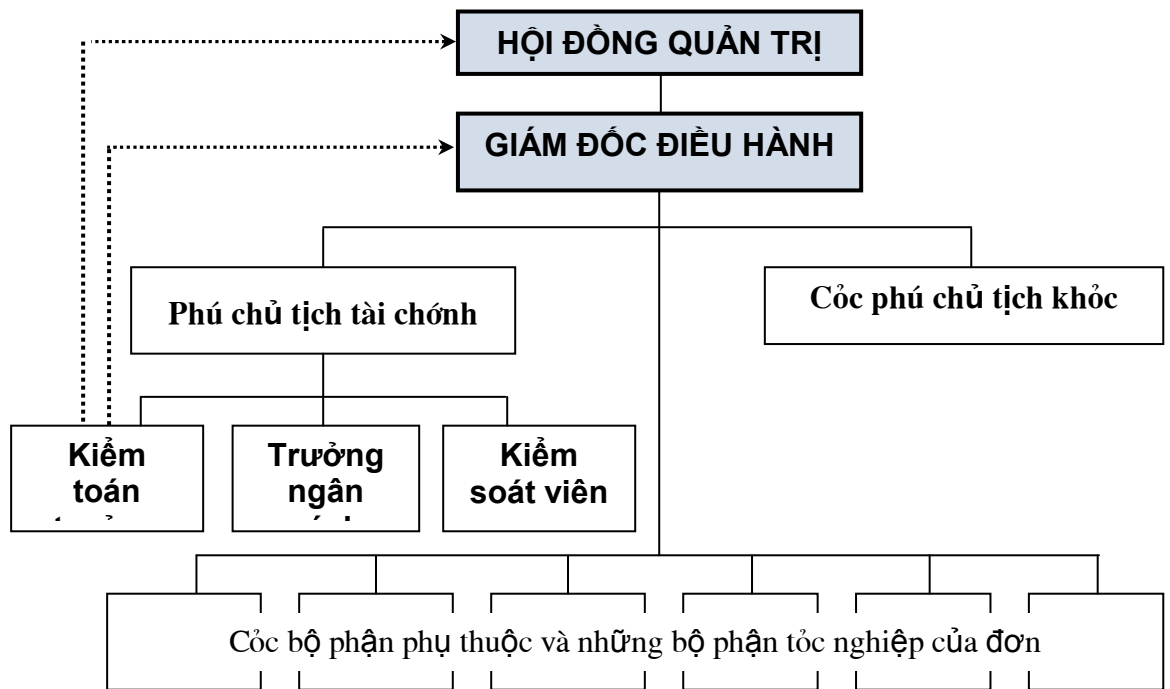 HỘI ĐỒNG QUẢN TRỊ
GIÁM ĐỐC ĐIỀU HÀNH
Phú chủ tịch tài chớnh
Cỏc phú chủ tịch khỏc
Kiểm
toán
Trưởng
ngân
Kiểm
soát viên
Cỏc bộ phận phụ thuộc và những bộ phận tỏc nghiệp của đơn